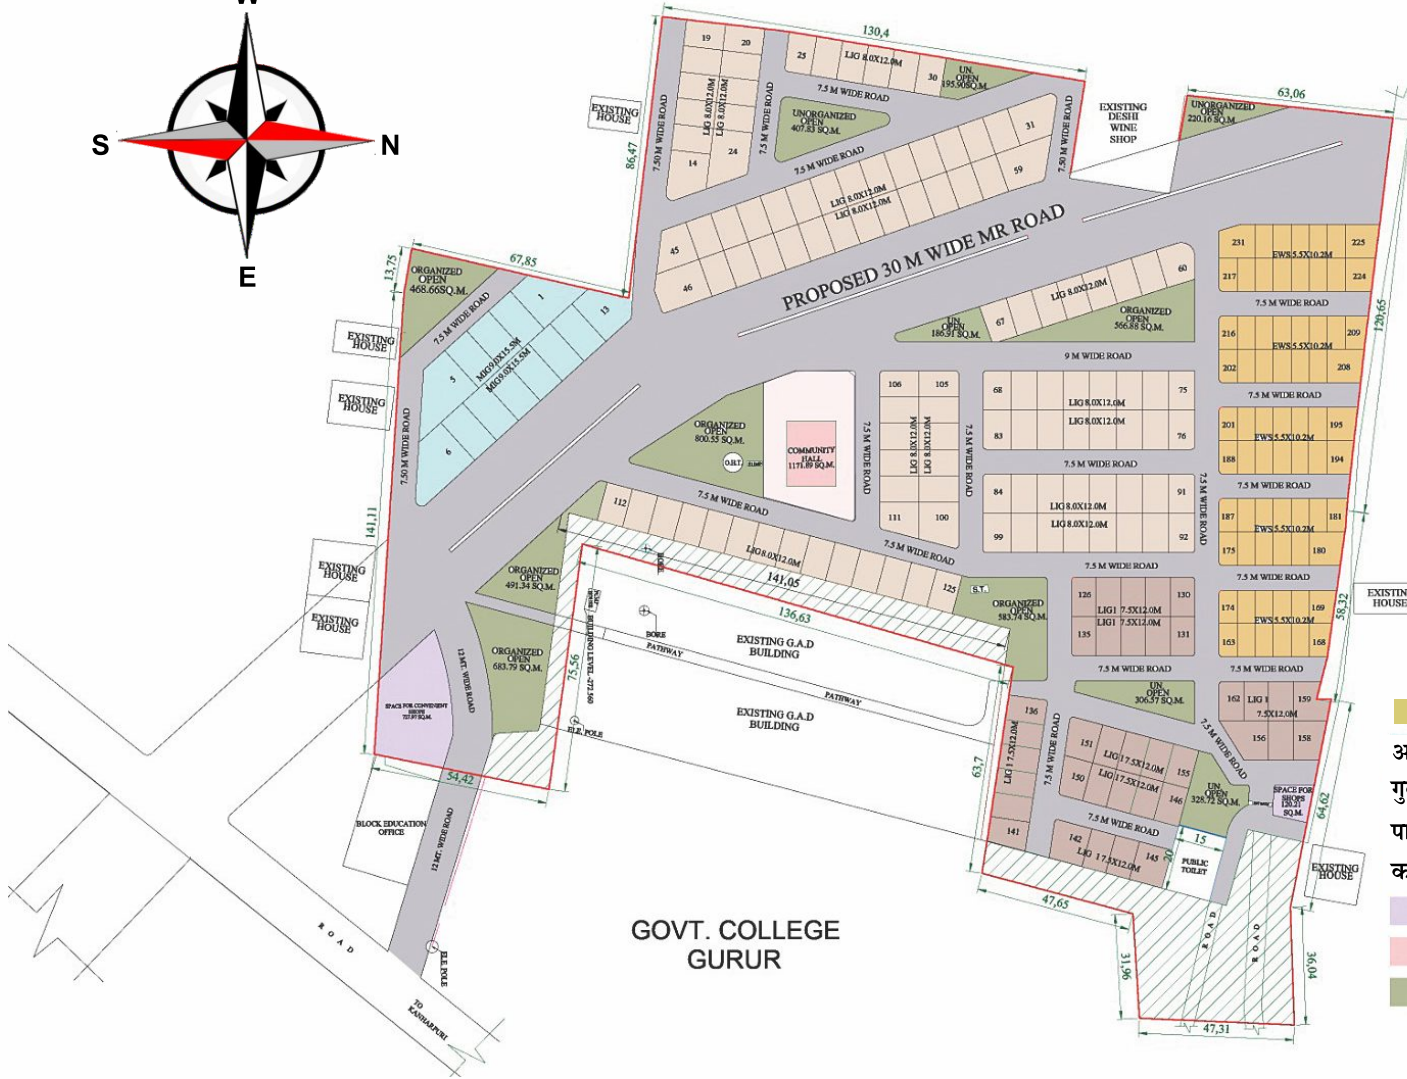 W
S
N
E
130,4
19
20
25
LIG 8.0X12.0M
30
UN.
OPEN
195.90SQ.M.
63,06
EXISTING
HOUSE
86,47
7.50 M WIDE ROAD
LIG 8.0X12.0M
LIG 8.0X12.0M
14
24
7.5 M WIDE ROAD
7.5 M WIDE ROAD
UNORGANIZED
OPEN
407.83 SQ.M.
7.5 M WIDE ROAD
31
59
7.50 M WIDE ROAD
EXISTING
DESHI
WINE
SHOP
UNORGANIZED
OPEN
220.16 SQ.M.
LIG 8.0X12.0M
LIG 8.0X12.0M
45
46
PROPOSED 30 M WIDE MR ROAD
13,75
67,85
ORGANIZED
OPEN
468.66SQ.M.
7.5 M WIDE ROAD
1
13
5
MIG9.0X15.5M
MIG9.0X15.5M
6
EXISTING
HOUSE
EXISTING
HOUSE
7.50 M WIDE ROAD
141,11
60
LIG 8.0X12.0M
67
UN.
OPEN
186.91 SQ.M.
ORGANIZED
OPEN
566.88 SQ.M.
9 M WIDE ROAD
231
225
EWS 5.5X10.2M
217
224
7.5 M WIDE ROAD
120,65
216
209
EWS 5.5X10.2M
202
208
7.5 M WIDE ROAD
201
195
EWS 5.5X10.2M
188
194
7.5 M WIDE ROAD
187
181
EWS 5.5X10.2M
175
180
7.5 M WIDE ROAD
174
169
EWS 5.5X10.2M
163
168
7.5 M WIDE ROAD
ORGANIZED
OPEN
800.55 SQ.M.
O.H.T.
COMMUNITY
HALL
1171.89 SQ.M.
7.5 M WIDE ROAD
106
105
LIG 8.0X12.0M
LIG 8.0X12.0M
111
100
7.5 M WIDE ROAD
68
75
LIG 8.0X12.0M
LIG 8.0X12.0M
83
76
7.5 M WIDE ROAD
84
91
LIG 8.0X12.0M
LIG 8.0X12.0M
99
92
7.5 M WIDE ROAD
7.5 M WIDE ROAD
7.5 M WIDE ROAD
7.5 M WIDE ROAD
112
LIG 8.0X12.0M
125
141,05
136,63
BORE
BORE
PATHWAY
PATHWAY
EXISTING G.A.D
BUILDING
EXISTING G.A.D
BUILDING
BUILDING LEVEL -272.560
75,56
ELE. POLE
ORGANIZED
OPEN
491.34 SQ.M.
ORGANIZED
OPEN
683.79 SQ.M.
12 MT. WIDE ROAD
SPACE FOR CONVENIENT
SHOPS
EXISTING
HOUSE
EXISTING
HOUSE
54,42
BLOCK EDUCATION
OFFICE
12 MT. WIDE ROAD
ELE. POLE
ROAD
TO
KANHARPURI
S.T.
ORGANIZED
OPEN
583.74 SQ.M.
126
130
LIG1 7.5X12.0M
LIG1 7.5X12.0M
135
131
7.5 M WIDE ROAD
58,32
EXISTIN
HOUSE
UN.
OPEN
306.37 SQ.M.
7.5 M WIDE ROAD
162
LIG 1
159
7.5X12.0M
156
158
136
LIG 1 7.5X12.0M
141
63,7
7.5 M WIDE ROAD
151
LIG 1 7.5X12.0M
155
150
LIG 1 7.5X12.0M
146
UN.
OPEN
328.72 SQ.M.
SPACE FOR
SHOPS
120.21
SQ.M.
64,62
7.5 M WIDE ROAD
142
LIG 1 7.5X12.0M
145
15
20
PUBLIC
TOILET
EXISTING
HOUSE
47,65
31,96
ROAD
ROAD
36,04
47,31
GOVT. COLLEGE
GURUR
अ
गु
पा
क